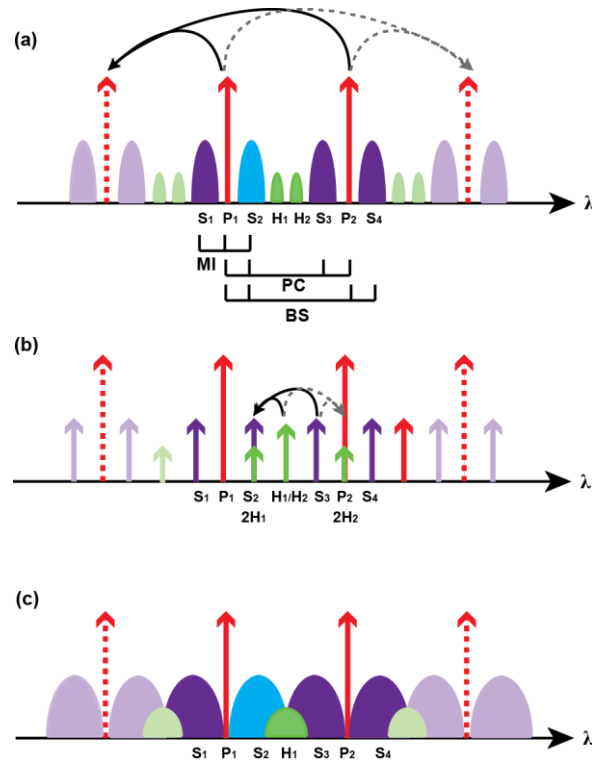 (a)
λ
S1 P1 S2 H1 H2 S3 P2 S4
MI
PC
BS
(b)
λ
S1 P1 S2 H1/H2 S3 P2 S4
2H1 2H2
(c)
λ
S1 P1 S2 H1 S3 P2 S4